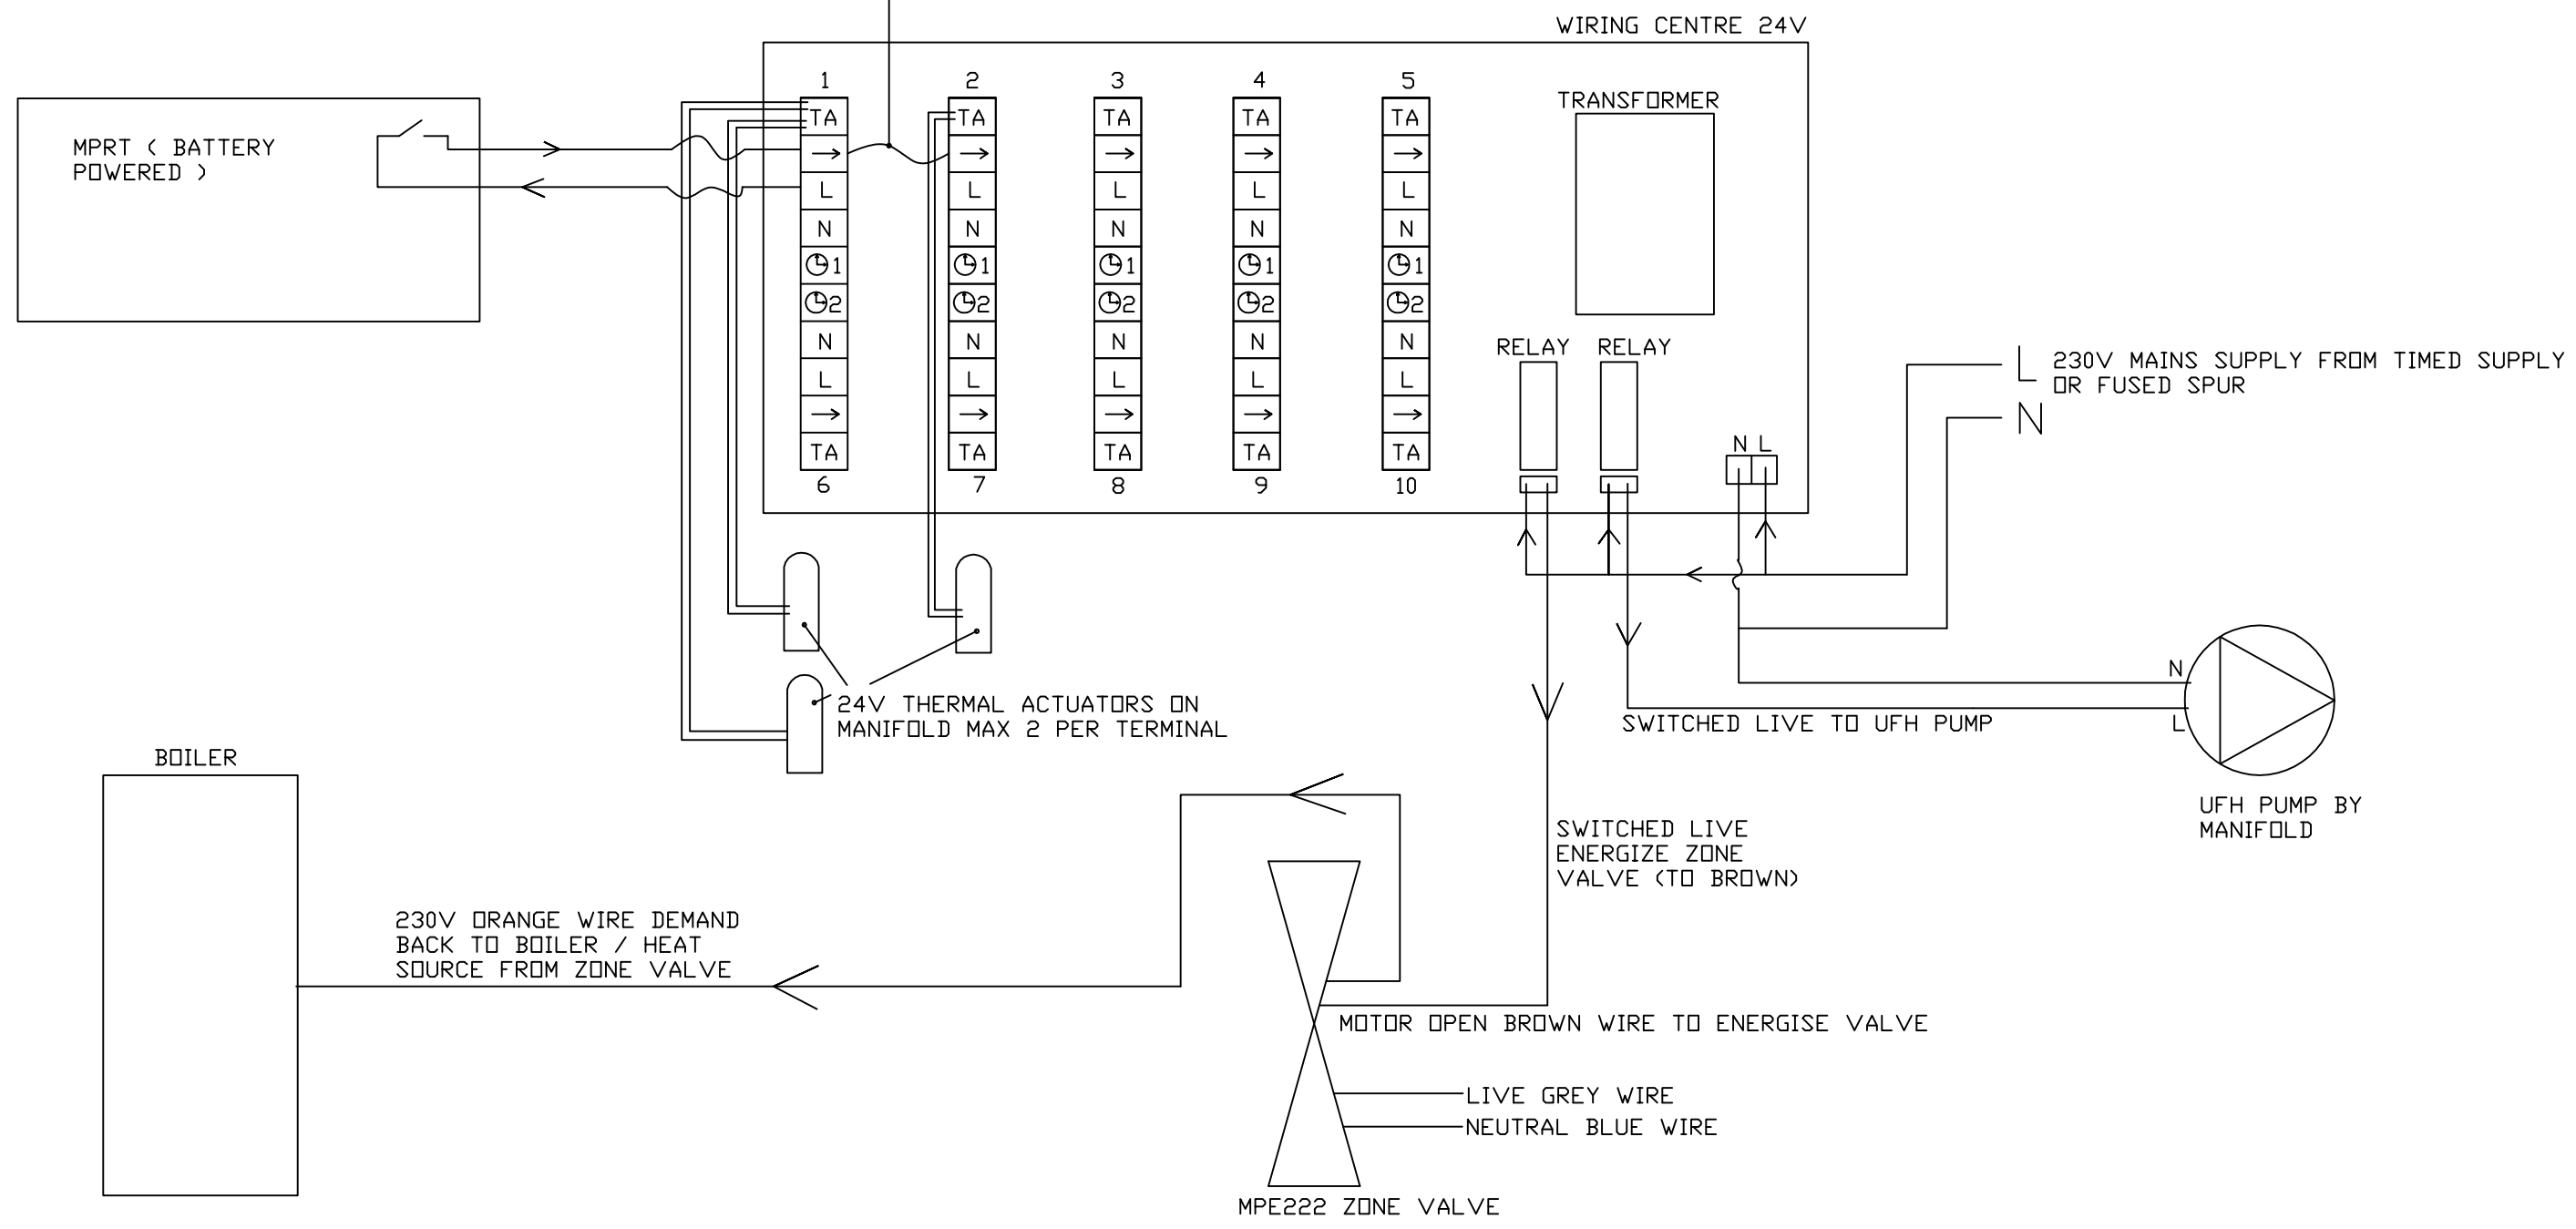 WIRING CENTRE 24V
1 2 3 4 5
TRANSFORMER
TA TA TA TA TA
MPRT ( BATTERY
POWERED )
→ → → → →
L L L L L
N N N N N
1 1 1 1 1
2 2 2 2 2
N N N N N
RELAY RELAY
L 230V MAINS SUPPLY FROM TIMED SUPPLY
OR FUSED SPUR
L L L L L
→ → → → →
N
N L
TA TA TA TA TA
6 7 8 9 10
N
24V THERMAL ACTUATORS ON
MANIFOLD MAX 2 PER TERMINAL
SWITCHED LIVE TO UFH PUMP
L
BOILER
UFH PUMP BY
MANIFOLD
SWITCHED LIVE
ENERGIZE ZONE
VALVE (TO BROWN)
230V ORANGE WIRE DEMAND
BACK TO BOILER / HEAT
SOURCE FROM ZONE VALVE
MOTOR OPEN BROWN WIRE TO ENERGISE VALVE
LIVE GREY WIRE
NEUTRAL BLUE WIRE
MPE222 ZONE VALVE